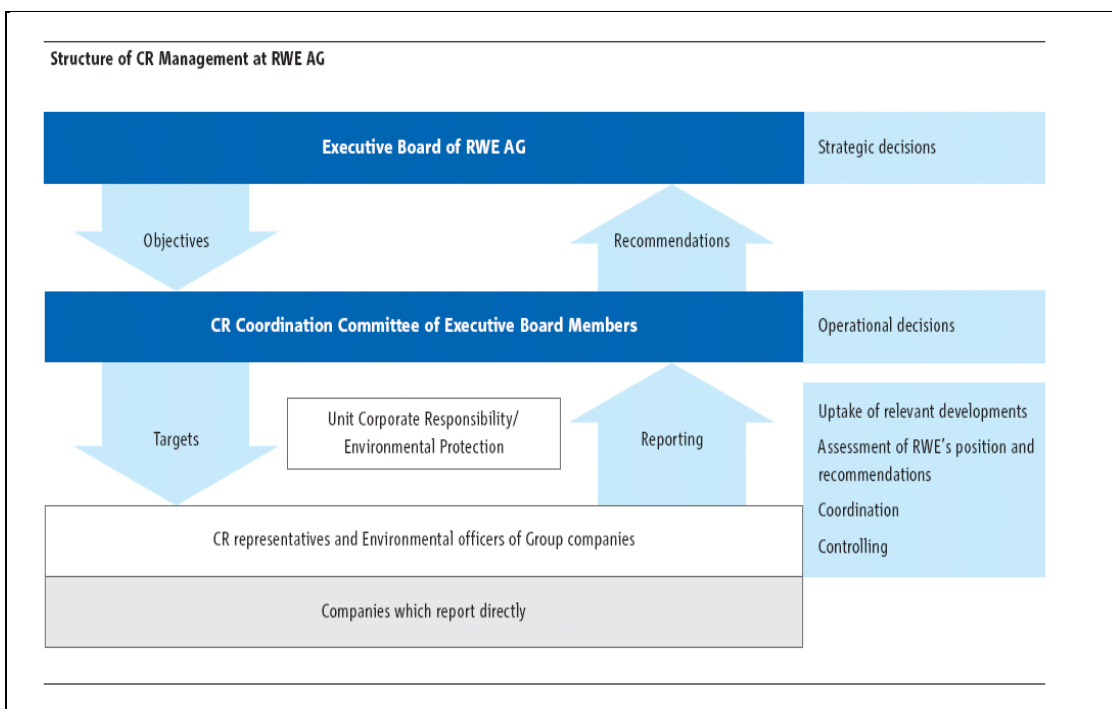 Structure of CR Management at RWE AG
Executive Board of RWE AG
Strategic decisions
Objectives
Recommendations
CR Coordination Committee of Executive Board Members
Operational decisions
Targets
Unit Corporate Responsibility/
Environmental Protection
Reporting
Uptake of relevant developments
Assessment of RWE's position and
recommendations
Coordination
Controlling
CR representatives and Environmental officers of Group companies
Companies which report directly